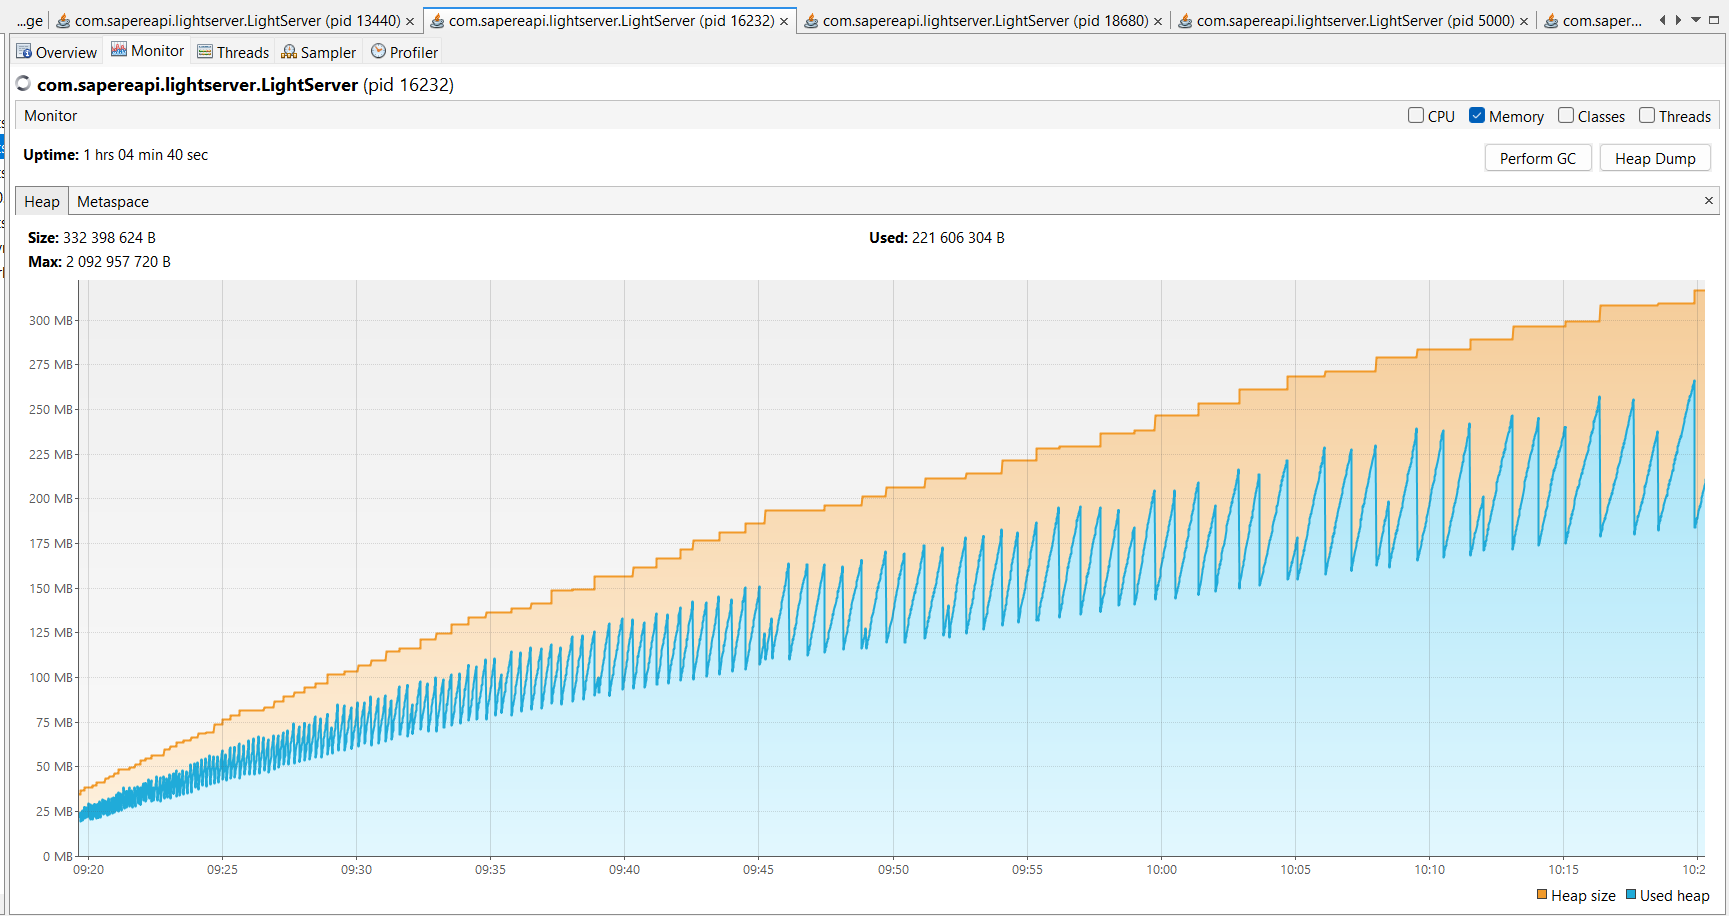 ...ge com.sapereapi.lightserver.LightServer (pid 13440) × com.sapereapi.lightserver.LightServer (pid 16232) × com.sapereapi.lightserver.LightServer (pid 18680) × com.sapereapi.lightserver.LightServer (pid 5000) × com.saper...
Overview Monitor Threads Sampler Profiler
com.sapereapi.lightserver.LightServer (pid 16232)
Monitor CPU Memory Classes Threads
Uptime: 1 hrs 04 min 40 sec Perform GC Heap Dump
Heap Metaspace ×
Size: 332 398 624 B Used: 221 606 304 B
Max: 2 092 957 720 B
300 MB
275 MB
250 MB
225 MB
200 MB
175 MB
150 MB
125 MB
100 MB
75 MB
50 MB
25 MB
0 MB
09:20 09:25 09:30 09:35 09:40 09:45 09:50 09:55 10:00 10:05 10:10 10:15 10:2
Heap size Used heap